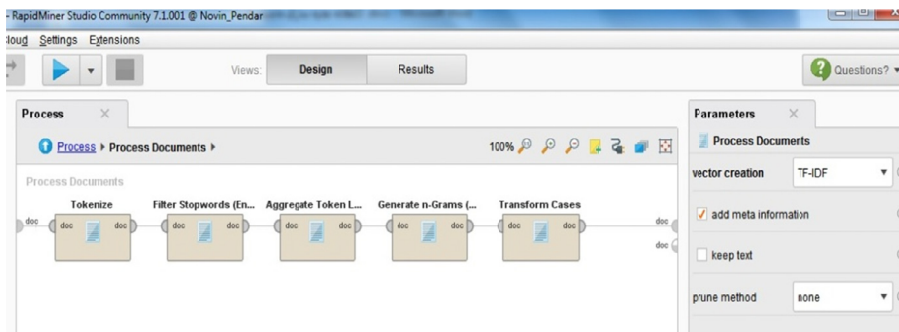 - RapidMiner Studio Community 7.1.001 @ Novin_Pendar
Cloud Settings Extensions
Views: Design Results Questions?
Process
Parameters
Process ▸ Process Documents ▸
100%
Process Documents
Process Documents
vector creation TF-IDF
add meta information
keep text
prune method none
Tokenize Filter Stopwords (En... Aggregate Token L... Generate n-Grams (... Transform Cases
doc doc doc doc doc doc doc doc doc doc doc doc
doc